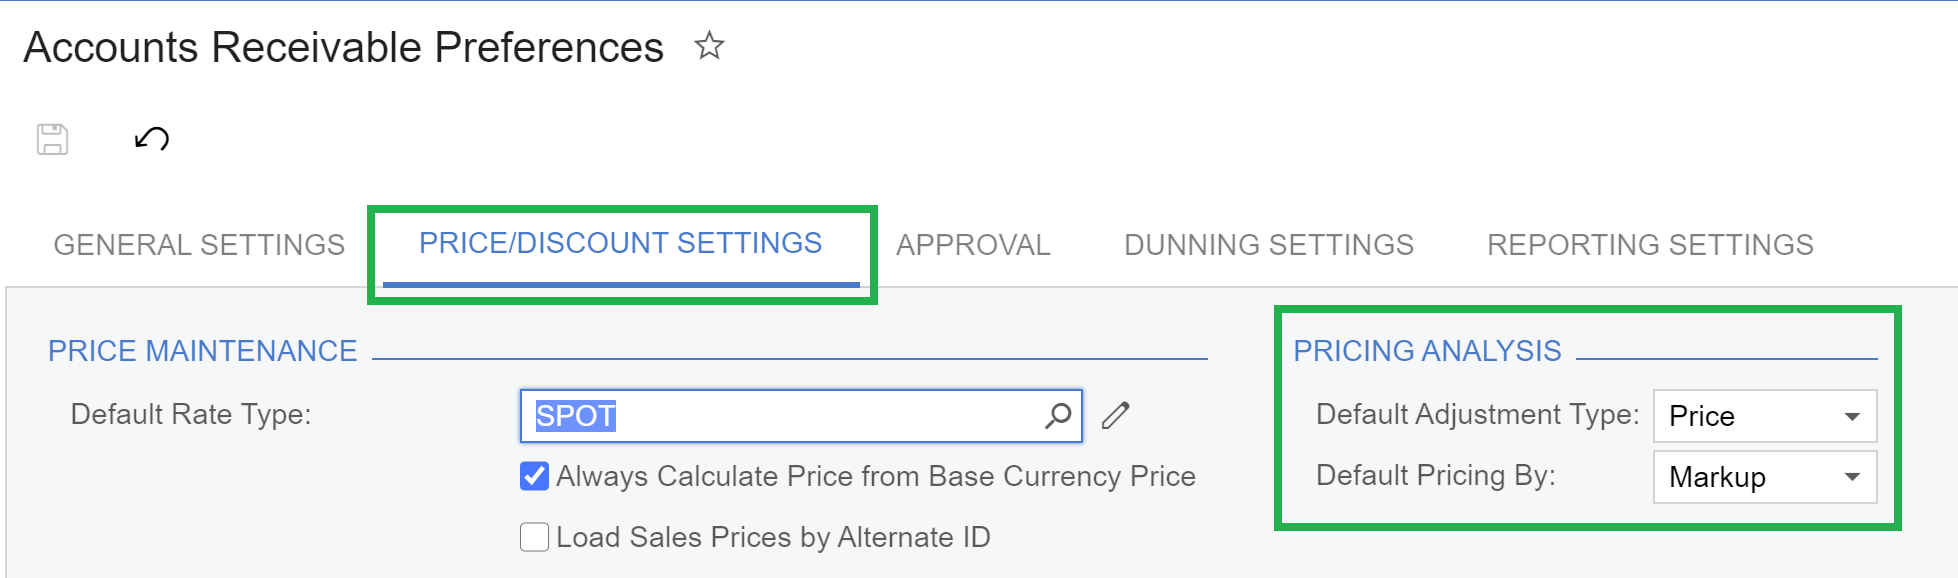 Accounts Receivable Preferences
GENERAL SETTINGS
PRICE/DISCOUNT SETTINGS
APPROVAL
DUNNING SETTINGS
REPORTING SETTINGS
PRICE MAINTENANCE
Default Rate Type:
SPOT
Always Calculate Price from Base Currency Price
Load Sales Prices by Alternate ID
PRICING ANALYSIS
Default Adjustment Type:
Price
Default Pricing By:
Markup